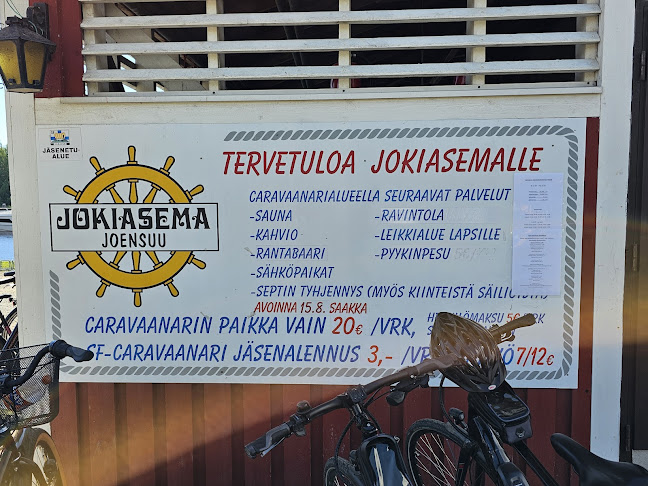 JÄSENETU-
ALUE
JOKIASEMA
JOENSUU
TERVETULOA JOKIASEMALLE
CARAVAANARIALUEELLA SEURAAVAT PALVELUT
-SAUNA
-KAHVIO
-RANTABAARI
-SÄHKÖPAIKAT
-RAVINTOLA
-LEIKKIALUE LAPSILLE
-PYYKINPESU
-SEPTIN TYHJENNYS (MYÖS KIINTEISTÄ
AVOINNA 15.8. SAAKKA
CARAVAANARIN PAIKKA VAIN 20€ /VRK,
SF-CARAVAANARI JÄSENALENNUS 3,- /VRK
7/12€